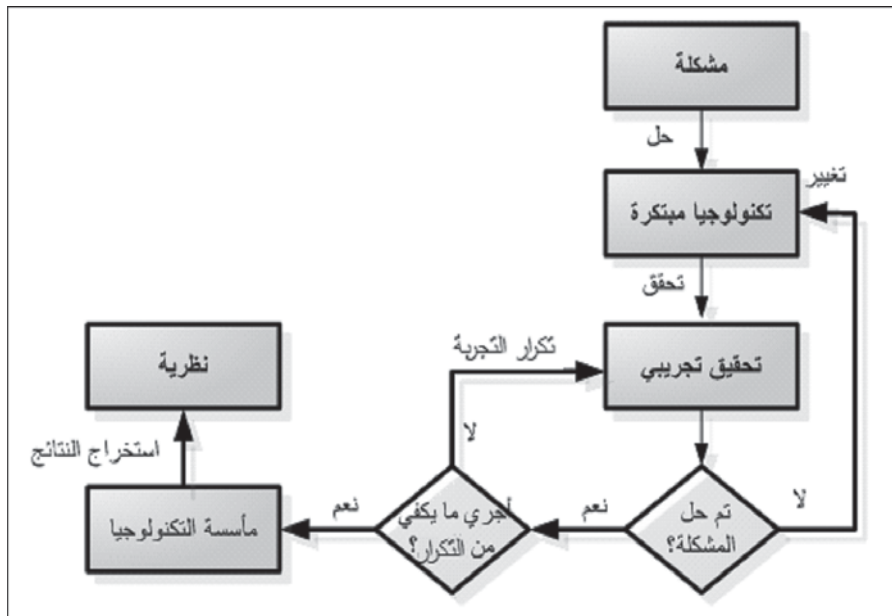 مشكلة
حل
تغيير
تكنولوجيا مبتكرة
تحقق
تكرار التجربة
تحقيق تجريبي
نظرية
لا
استخراج النتائج
مأسسة التكنولوجيا
نعم
أجري ما يكفي
من التكرار؟
نعم
تم حل
المشكلة؟
لا